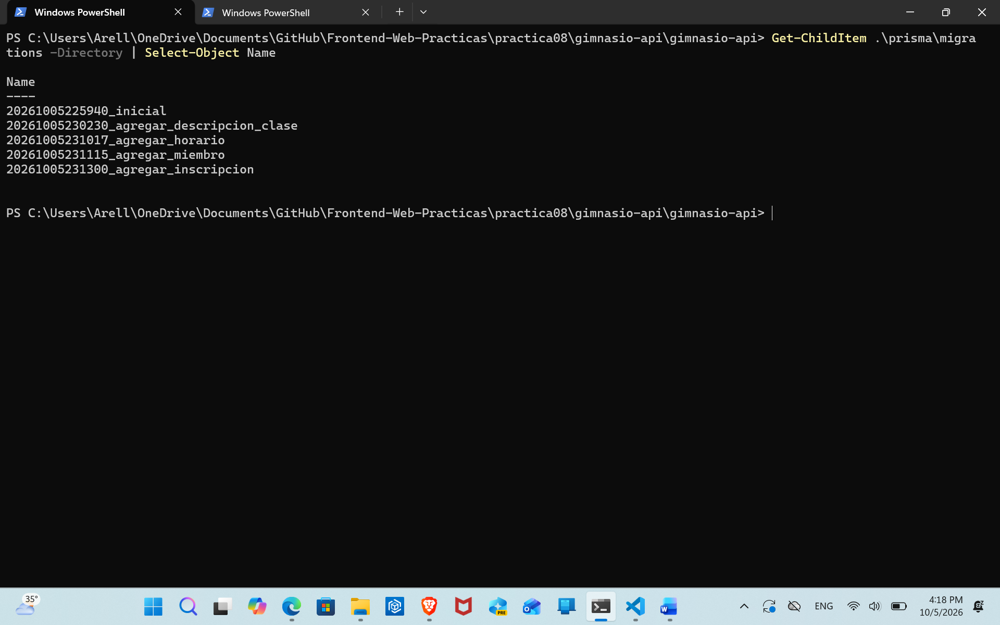 Windows PowerShell
Windows PowerShell
PS C:\Users\Arell\OneDrive\Documents\GitHub\Frontend-Web-Practicas\practica08\gimnasio-api\gimnasio-api> Get-ChildItem .\prisma\migra
tions -Directory | Select-Object Name
Name
----
20261005225940_inicial
20261005230230_agregar_descripcion_clase
20261005231017_agregar_horario
20261005231115_agregar_miembro
20261005231300_agregar_inscripcion
PS C:\Users\Arell\OneDrive\Documents\GitHub\Frontend-Web-Practicas\practica08\gimnasio-api\gimnasio-api>
35°
PRE
ENG
4:18 PM
10/5/2026